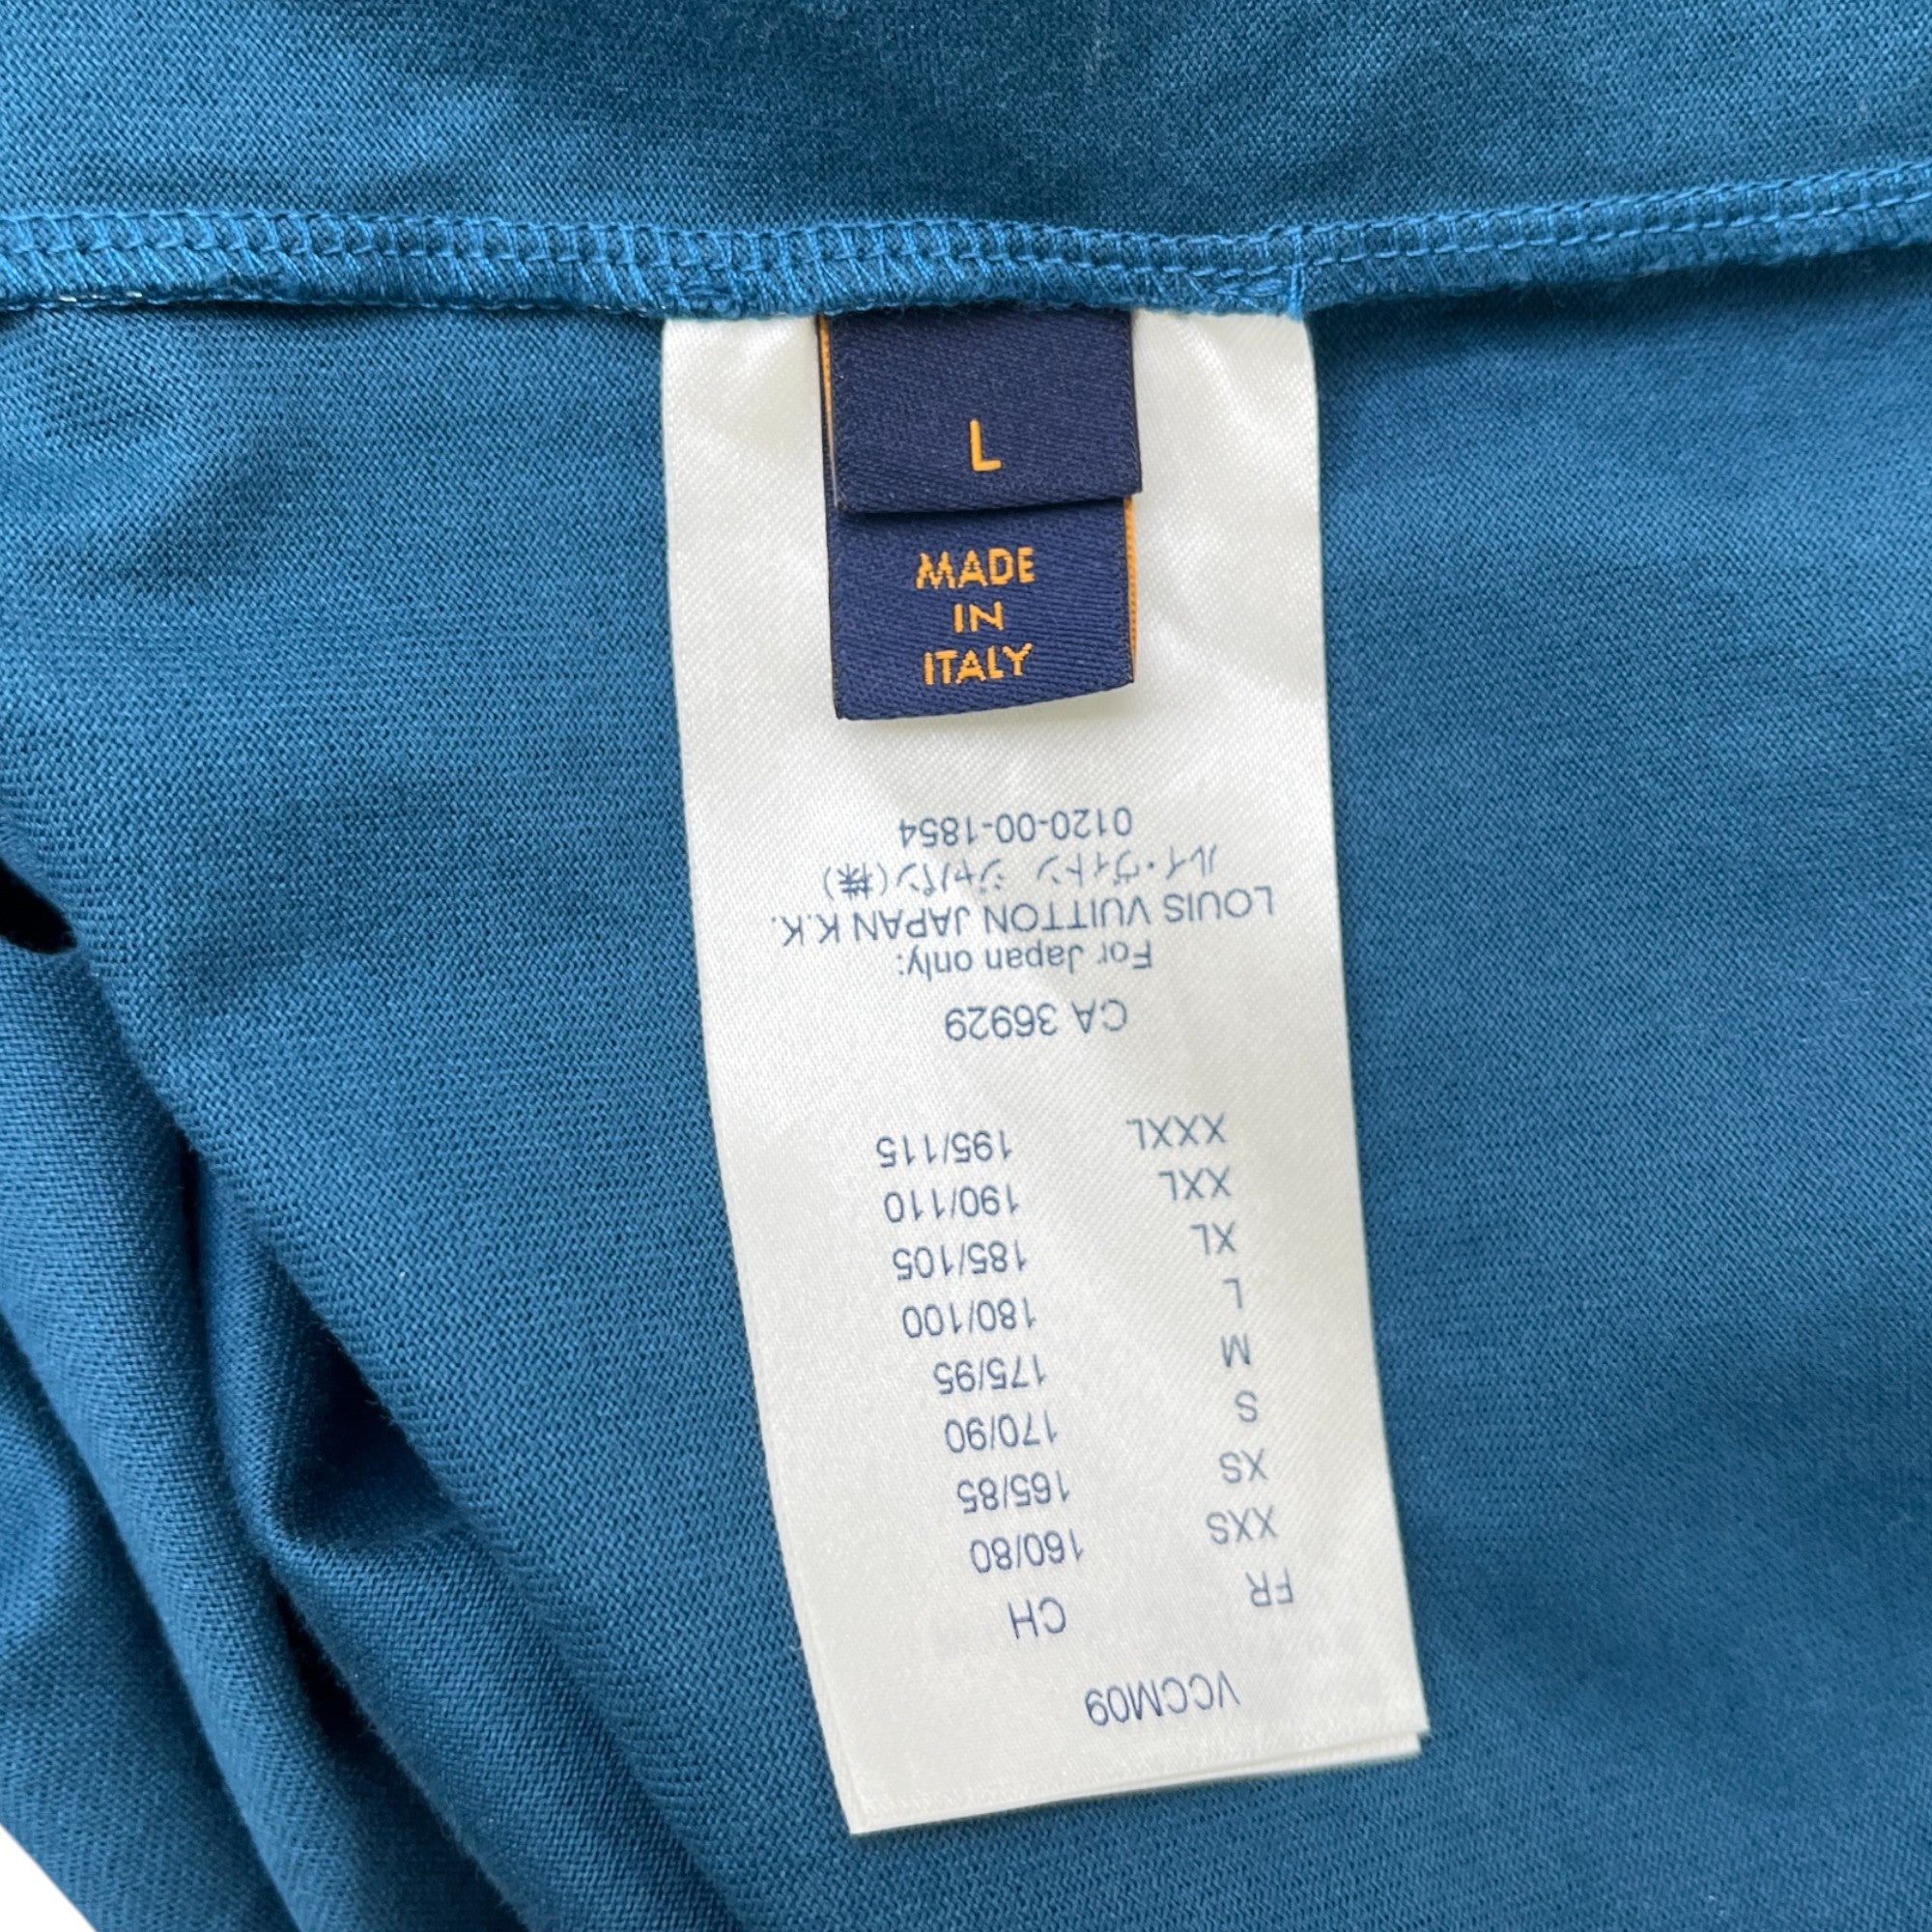 L
MADE
IN
ITALY
VCCM09
FR CH
XXS 160/80
XS 165/85
S 170/90
M 175/95
L 180/100
XL 185/105
XXL 190/110
XXXL 195/115
CA 36929
For Japan only:
LOUIS VUITTON JAPAN K.K.
ルイ・ヴィトン ジャパン(株)
0120-00-1854